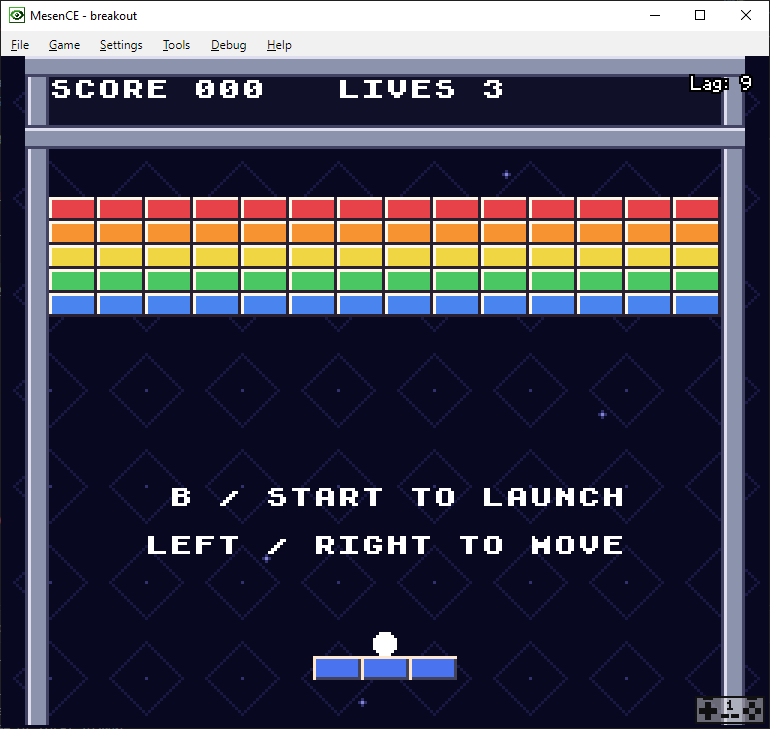 MesenCE - breakout
File Game Settings Tools Debug Help
SCORE 000 LIVES 3
Lag: 9
B / START TO LAUNCH
LEFT / RIGHT TO MOVE
1